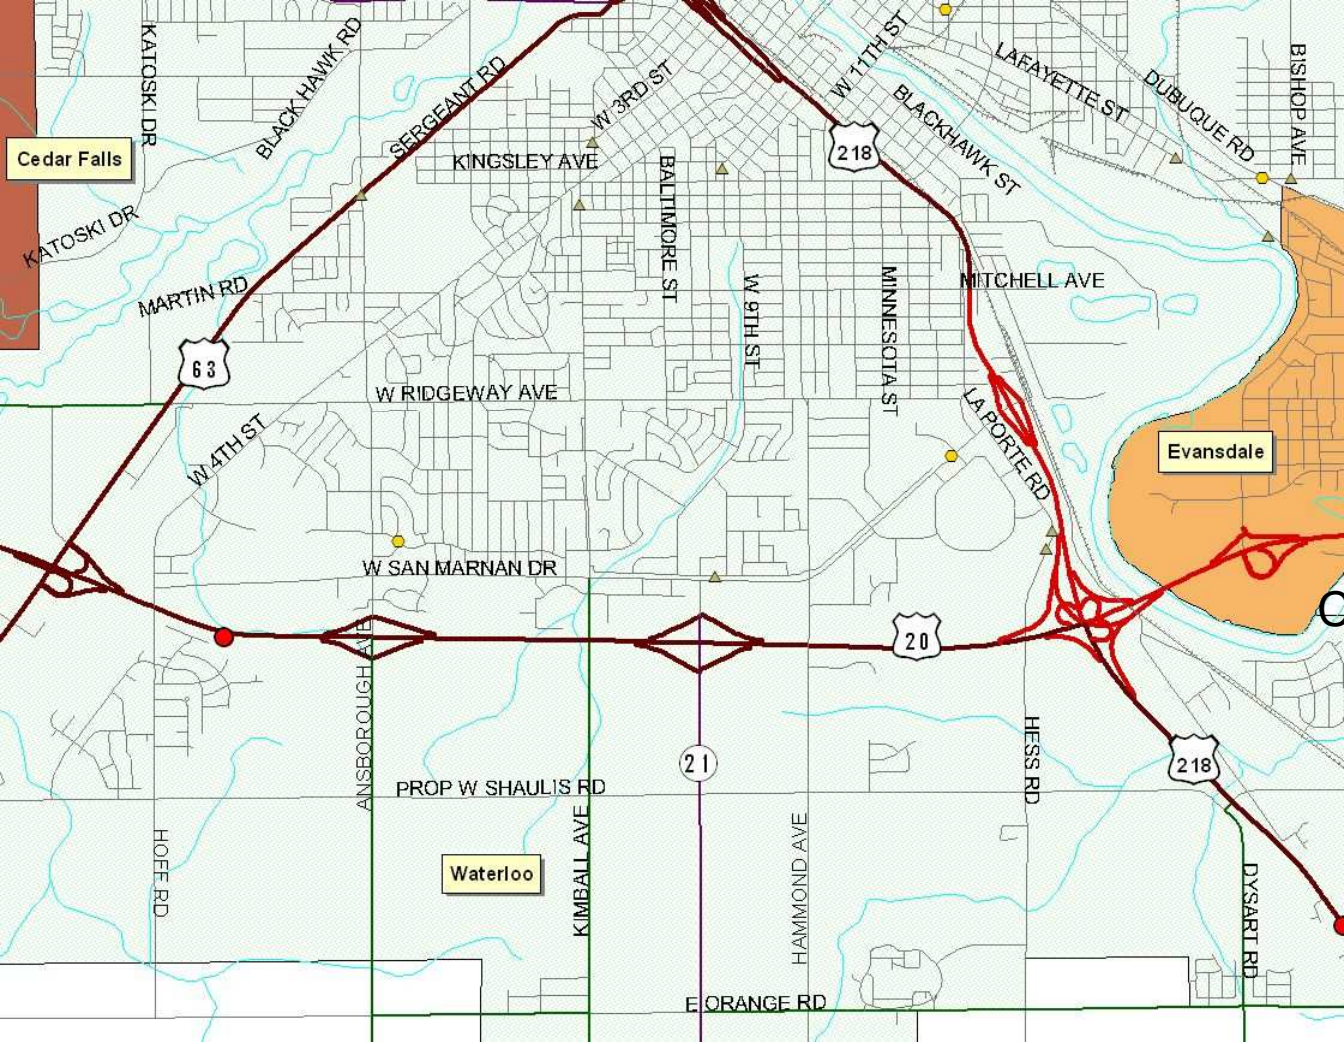 KATOSKI DR
BLACK HAWK RD
SERGEANT RD
W 3RD ST
W 11TH ST
LAFAYETTE ST
DUBUQUE RD
BISHOP AVE
Cedar Falls
KINGSLEY AVE
218
BLACKHAWK ST
KATOSKI DR
BALTIMORE ST
MARTIN RD
W 9TH ST
MINNESOTA ST
MITCHELL AVE
63
W RIDGEWAY AVE
W 4TH ST
LA PORTE RD
Evansdale
W SAN MARNAN DR
C
20
ANSBOROUGH AVE
21
HESS RD
218
PROP W SHAULIS RD
HOFF RD
Waterloo
KIMBALL AVE
HAMMOND AVE
DYSART RD
E ORANGE RD